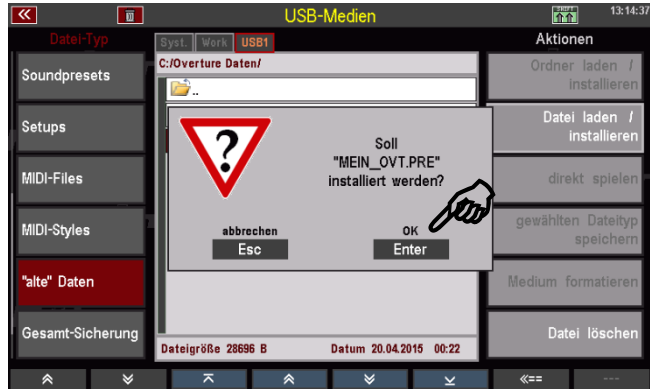 USB-Medien
SHIFT
13:14:37
Datei-Typ
Soundpresets
Setups
MIDI-Files
MIDI-Styles
"alte" Daten
Gesamt-Sicherung
Syst. Work USB1
C:/Overture Daten/
..
Soll
"MEIN_OVT.PRE"
installiert werden?
abbrechen
Esc
OK
Enter
Dateigröße 28696 B Datum 20.04.2015 00:22
Aktionen
Ordner laden /
installieren
Datei laden /
installieren
direkt spielen
gewählten Dateityp
speichern
Medium formatieren
Datei löschen
«==
---